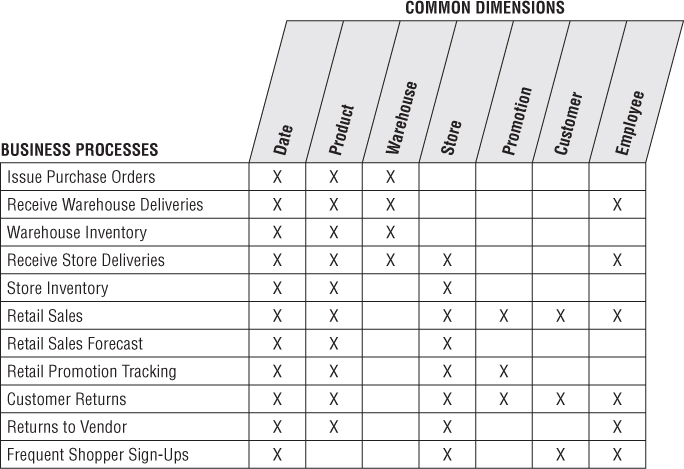 COMMON DIMENSIONS
Date Product Warehouse Store Promotion Customer Employee
BUSINESS PROCESSES
Issue Purchase Orders X X X
Receive Warehouse Deliveries X X X X
Warehouse Inventory X X X
Receive Store Deliveries X X X X X
Store Inventory X X X
Retail Sales X X X X X X
Retail Sales Forecast X X X
Retail Promotion Tracking X X X X
Customer Returns X X X X X X
Returns to Vendor X X X X
Frequent Shopper Sign-Ups X X X X